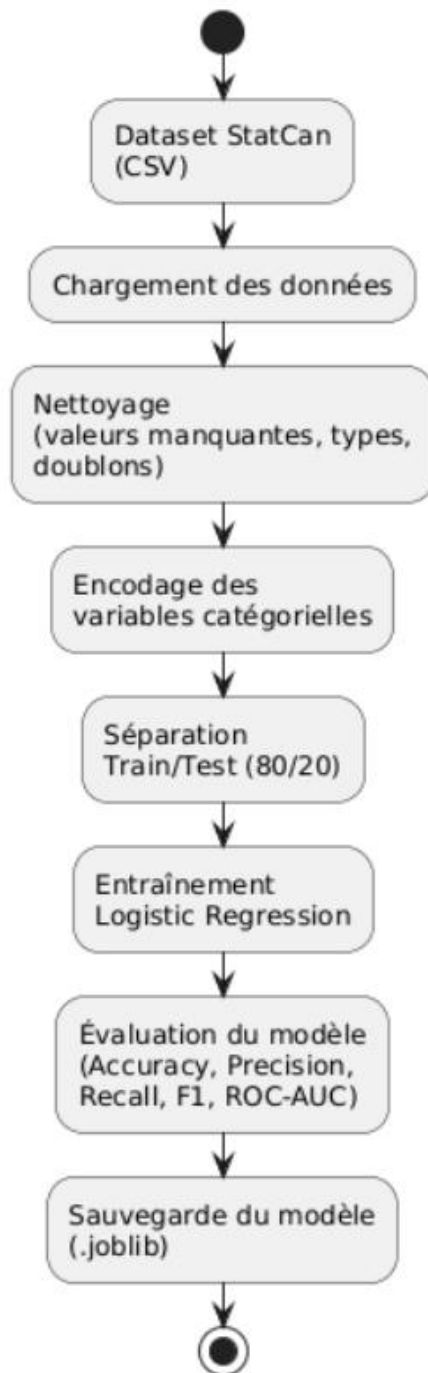 Dataset StatCan
(CSV)
Chargement des données
Nettoyage
(valeurs manquantes, types,
doublons)
Encodage des
variables catégorielles
Séparation
Train/Test (80/20)
Entraînement
Logistic Regression
Évaluation du modèle
(Accuracy, Precision,
Recall, F1, ROC-AUC)
Sauvegarde du modèle
(.joblib)